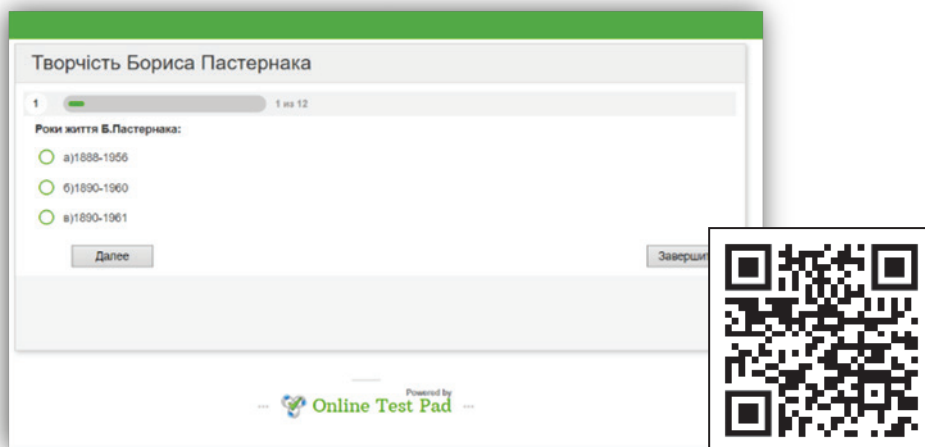 Творчість Бориса Пастернака
1 1 из 12
Роки життя Б.Пастернака:
а)1888-1956
б)1890-1960
в)1890-1961
Далее
Powered by
Online Test Pad